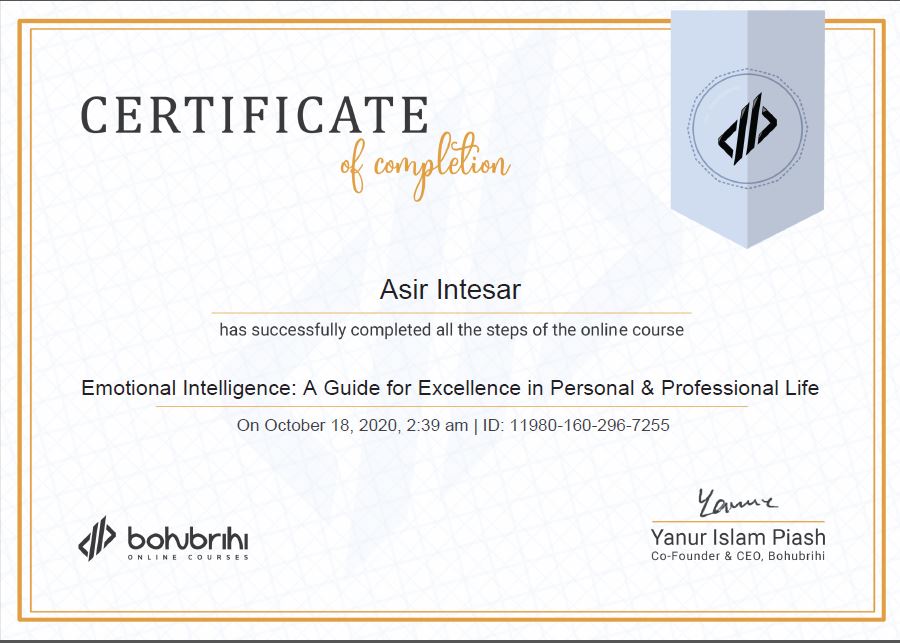 CERTIFICATE
of completion
Asir Intesar
has successfully completed all the steps of the online course
Emotional Intelligence: A Guide for Excellence in Personal & Professional Life
On October 18, 2020, 2:39 am | ID: 11980-160-296-7255
bohubrihi
ONLINE COURSES
Yanur Islam Piash
Co-Founder & CEO, Bohubrihi